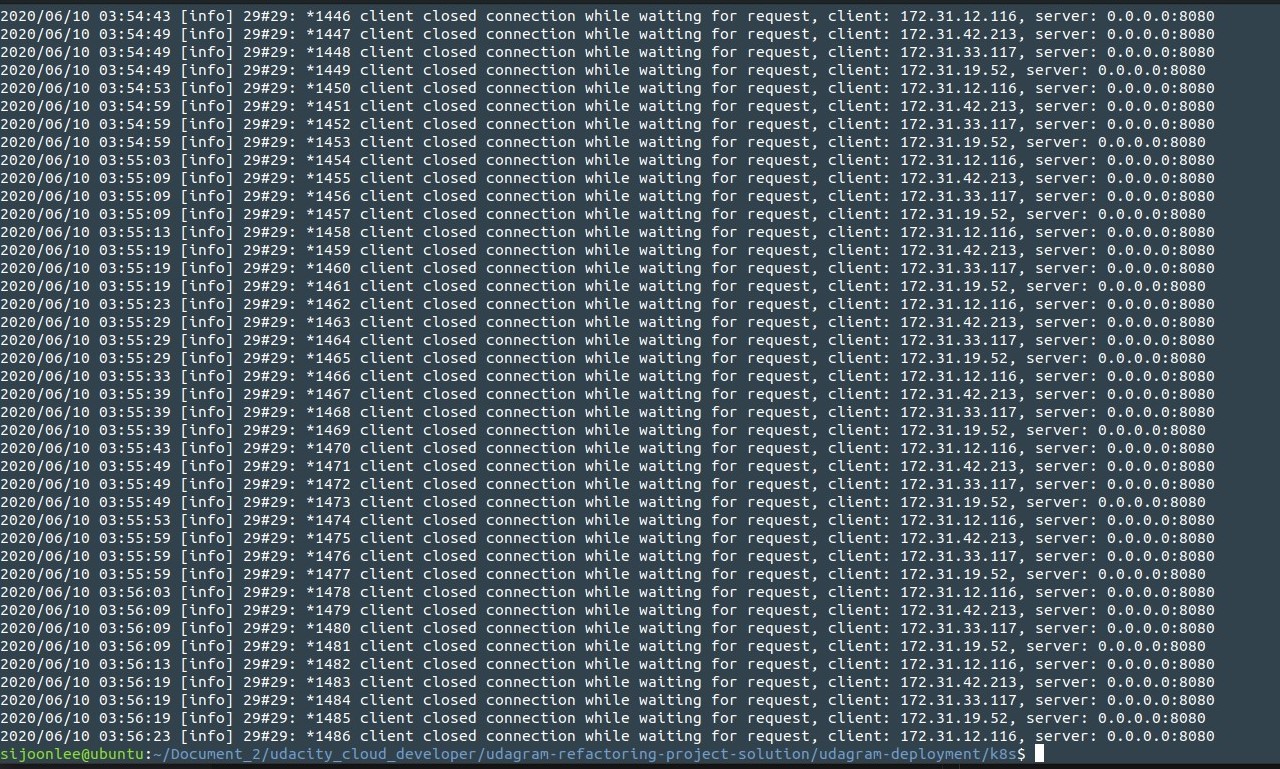 2020/06/10 03:54:43 [info] 29#29: *1446 client closed connection while waiting for request, client: 172.31.12.116, server: 0.0.0.0:8080
2020/06/10 03:54:49 [info] 29#29: *1447 client closed connection while waiting for request, client: 172.31.42.213, server: 0.0.0.0:8080
2020/06/10 03:54:49 [info] 29#29: *1448 client closed connection while waiting for request, client: 172.31.33.117, server: 0.0.0.0:8080
2020/06/10 03:54:49 [info] 29#29: *1449 client closed connection while waiting for request, client: 172.31.19.52, server: 0.0.0.0:8080
2020/06/10 03:54:53 [info] 29#29: *1450 client closed connection while waiting for request, client: 172.31.12.116, server: 0.0.0.0:8080
2020/06/10 03:54:59 [info] 29#29: *1451 client closed connection while waiting for request, client: 172.31.42.213, server: 0.0.0.0:8080
2020/06/10 03:54:59 [info] 29#29: *1452 client closed connection while waiting for request, client: 172.31.33.117, server: 0.0.0.0:8080
2020/06/10 03:54:59 [info] 29#29: *1453 client closed connection while waiting for request, client: 172.31.19.52, server: 0.0.0.0:8080
2020/06/10 03:55:03 [info] 29#29: *1454 client closed connection while waiting for request, client: 172.31.12.116, server: 0.0.0.0:8080
2020/06/10 03:55:09 [info] 29#29: *1455 client closed connection while waiting for request, client: 172.31.42.213, server: 0.0.0.0:8080
2020/06/10 03:55:09 [info] 29#29: *1456 client closed connection while waiting for request, client: 172.31.33.117, server: 0.0.0.0:8080
2020/06/10 03:55:09 [info] 29#29: *1457 client closed connection while waiting for request, client: 172.31.19.52, server: 0.0.0.0:8080
2020/06/10 03:55:13 [info] 29#29: *1458 client closed connection while waiting for request, client: 172.31.12.116, server: 0.0.0.0:8080
2020/06/10 03:55:19 [info] 29#29: *1459 client closed connection while waiting for request, client: 172.31.42.213, server: 0.0.0.0:8080
2020/06/10 03:55:19 [info] 29#29: *1460 client closed connection while waiting for request, client: 172.31.33.117, server: 0.0.0.0:8080
2020/06/10 03:55:19 [info] 29#29: *1461 client closed connection while waiting for request, client: 172.31.19.52, server: 0.0.0.0:8080
2020/06/10 03:55:23 [info] 29#29: *1462 client closed connection while waiting for request, client: 172.31.12.116, server: 0.0.0.0:8080
2020/06/10 03:55:29 [info] 29#29: *1463 client closed connection while waiting for request, client: 172.31.42.213, server: 0.0.0.0:8080
2020/06/10 03:55:29 [info] 29#29: *1464 client closed connection while waiting for request, client: 172.31.33.117, server: 0.0.0.0:8080
2020/06/10 03:55:29 [info] 29#29: *1465 client closed connection while waiting for request, client: 172.31.19.52, server: 0.0.0.0:8080
2020/06/10 03:55:33 [info] 29#29: *1466 client closed connection while waiting for request, client: 172.31.12.116, server: 0.0.0.0:8080
2020/06/10 03:55:39 [info] 29#29: *1467 client closed connection while waiting for request, client: 172.31.42.213, server: 0.0.0.0:8080
2020/06/10 03:55:39 [info] 29#29: *1468 client closed connection while waiting for request, client: 172.31.33.117, server: 0.0.0.0:8080
2020/06/10 03:55:39 [info] 29#29: *1469 client closed connection while waiting for request, client: 172.31.19.52, server: 0.0.0.0:8080
2020/06/10 03:55:43 [info] 29#29: *1470 client closed connection while waiting for request, client: 172.31.12.116, server: 0.0.0.0:8080
2020/06/10 03:55:49 [info] 29#29: *1471 client closed connection while waiting for request, client: 172.31.42.213, server: 0.0.0.0:8080
2020/06/10 03:55:49 [info] 29#29: *1472 client closed connection while waiting for request, client: 172.31.33.117, server: 0.0.0.0:8080
2020/06/10 03:55:49 [info] 29#29: *1473 client closed connection while waiting for request, client: 172.31.19.52, server: 0.0.0.0:8080
2020/06/10 03:55:53 [info] 29#29: *1474 client closed connection while waiting for request, client: 172.31.12.116, server: 0.0.0.0:8080
2020/06/10 03:55:59 [info] 29#29: *1475 client closed connection while waiting for request, client: 172.31.42.213, server: 0.0.0.0:8080
2020/06/10 03:55:59 [info] 29#29: *1476 client closed connection while waiting for request, client: 172.31.33.117, server: 0.0.0.0:8080
2020/06/10 03:55:59 [info] 29#29: *1477 client closed connection while waiting for request, client: 172.31.19.52, server: 0.0.0.0:8080
2020/06/10 03:56:03 [info] 29#29: *1478 client closed connection while waiting for request, client: 172.31.12.116, server: 0.0.0.0:8080
2020/06/10 03:56:09 [info] 29#29: *1479 client closed connection while waiting for request, client: 172.31.42.213, server: 0.0.0.0:8080
2020/06/10 03:56:09 [info] 29#29: *1480 client closed connection while waiting for request, client: 172.31.33.117, server: 0.0.0.0:8080
2020/06/10 03:56:09 [info] 29#29: *1481 client closed connection while waiting for request, client: 172.31.19.52, server: 0.0.0.0:8080
2020/06/10 03:56:13 [info] 29#29: *1482 client closed connection while waiting for request, client: 172.31.12.116, server: 0.0.0.0:8080
2020/06/10 03:56:19 [info] 29#29: *1483 client closed connection while waiting for request, client: 172.31.42.213, server: 0.0.0.0:8080
2020/06/10 03:56:19 [info] 29#29: *1484 client closed connection while waiting for request, client: 172.31.33.117, server: 0.0.0.0:8080
2020/06/10 03:56:19 [info] 29#29: *1485 client closed connection while waiting for request, client: 172.31.19.52, server: 0.0.0.0:8080
2020/06/10 03:56:23 [info] 29#29: *1486 client closed connection while waiting for request, client: 172.31.12.116, server: 0.0.0.0:8080
sijoonlee@ubuntu:~/Document_2/udacity_cloud_developer/udagram-refactoring-project-solution/udagram-deployment/k8s$